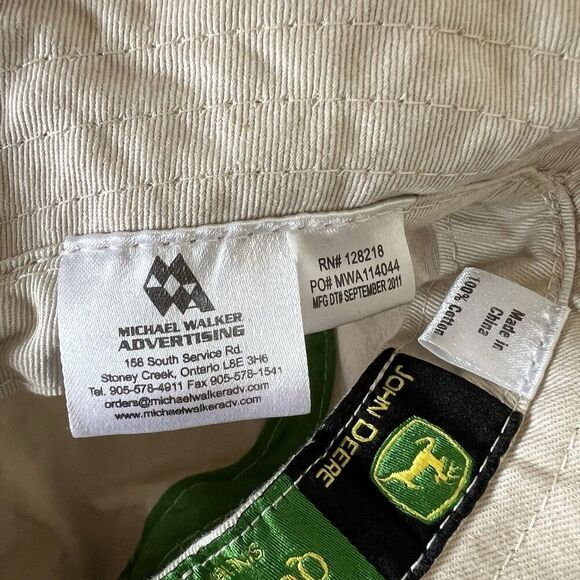 MICHAEL WALKER
ADVERTISING
158 South Service Rd.
Stoney Creek, Ontario L8E 3H6
Tel. 905-578-4911 Fax 905-578-1541
orders@michaelwalkeradv.com
www.michaelwalkeradv.com
RN# 128218
PO# MWA114044
MFG DT# SEPTEMBER 2011
100% Cotton
Made in
China
JOHN DEERE